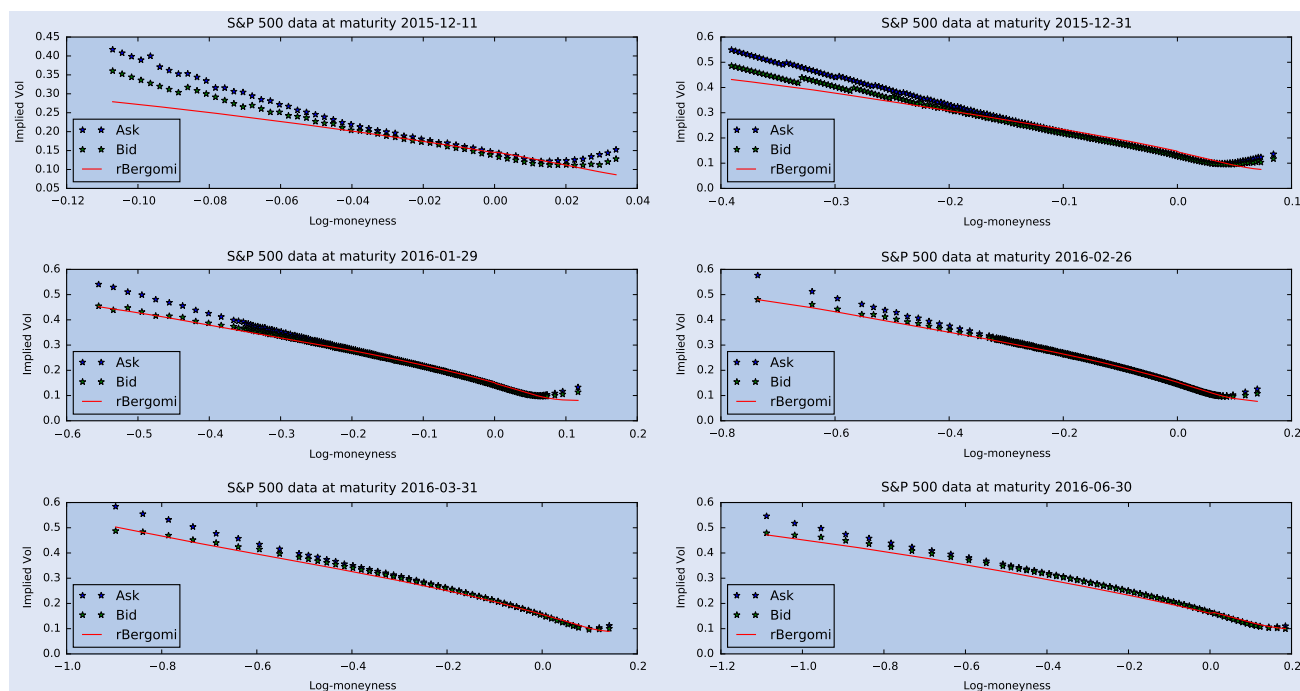 S&P 500 data at maturity 2015-12-11
0.45
0.40
0.35
0.30
0.25
0.20
0.15
0.10
0.05
Implied Vol
Ask
Bid
rBergomi
−0.12 −0.10 −0.08 −0.06 −0.04 −0.02 0.00 0.02 0.04
Log-moneyness
S&P 500 data at maturity 2015-12-31
0.6
0.5
0.4
0.3
0.2
0.1
0.0
Implied Vol
Ask
Bid
rBergomi
−0.4 −0.3 −0.2 −0.1 0.0 0.1
Log-moneyness
S&P 500 data at maturity 2016-01-29
0.6
0.5
0.4
0.3
0.2
0.1
0.0
Implied Vol
Ask
Bid
rBergomi
−0.6 −0.5 −0.4 −0.3 −0.2 −0.1 0.0 0.1 0.2
Log-moneyness
S&P 500 data at maturity 2016-02-26
0.6
0.5
0.4
0.3
0.2
0.1
0.0
Implied Vol
Ask
Bid
rBergomi
−0.8 −0.6 −0.4 −0.2 0.0 0.2
Log-moneyness
S&P 500 data at maturity 2016-03-31
0.6
0.5
0.4
0.3
0.2
0.1
0.0
Implied Vol
Ask
Bid
rBergomi
−1.0 −0.8 −0.6 −0.4 −0.2 0.0 0.2
Log-moneyness
S&P 500 data at maturity 2016-06-30
0.6
0.5
0.4
0.3
0.2
0.1
0.0
Implied Vol
Ask
Bid
rBergomi
−1.2 −1.0 −0.8 −0.6 −0.4 −0.2 0.0 0.2
Log-moneyness